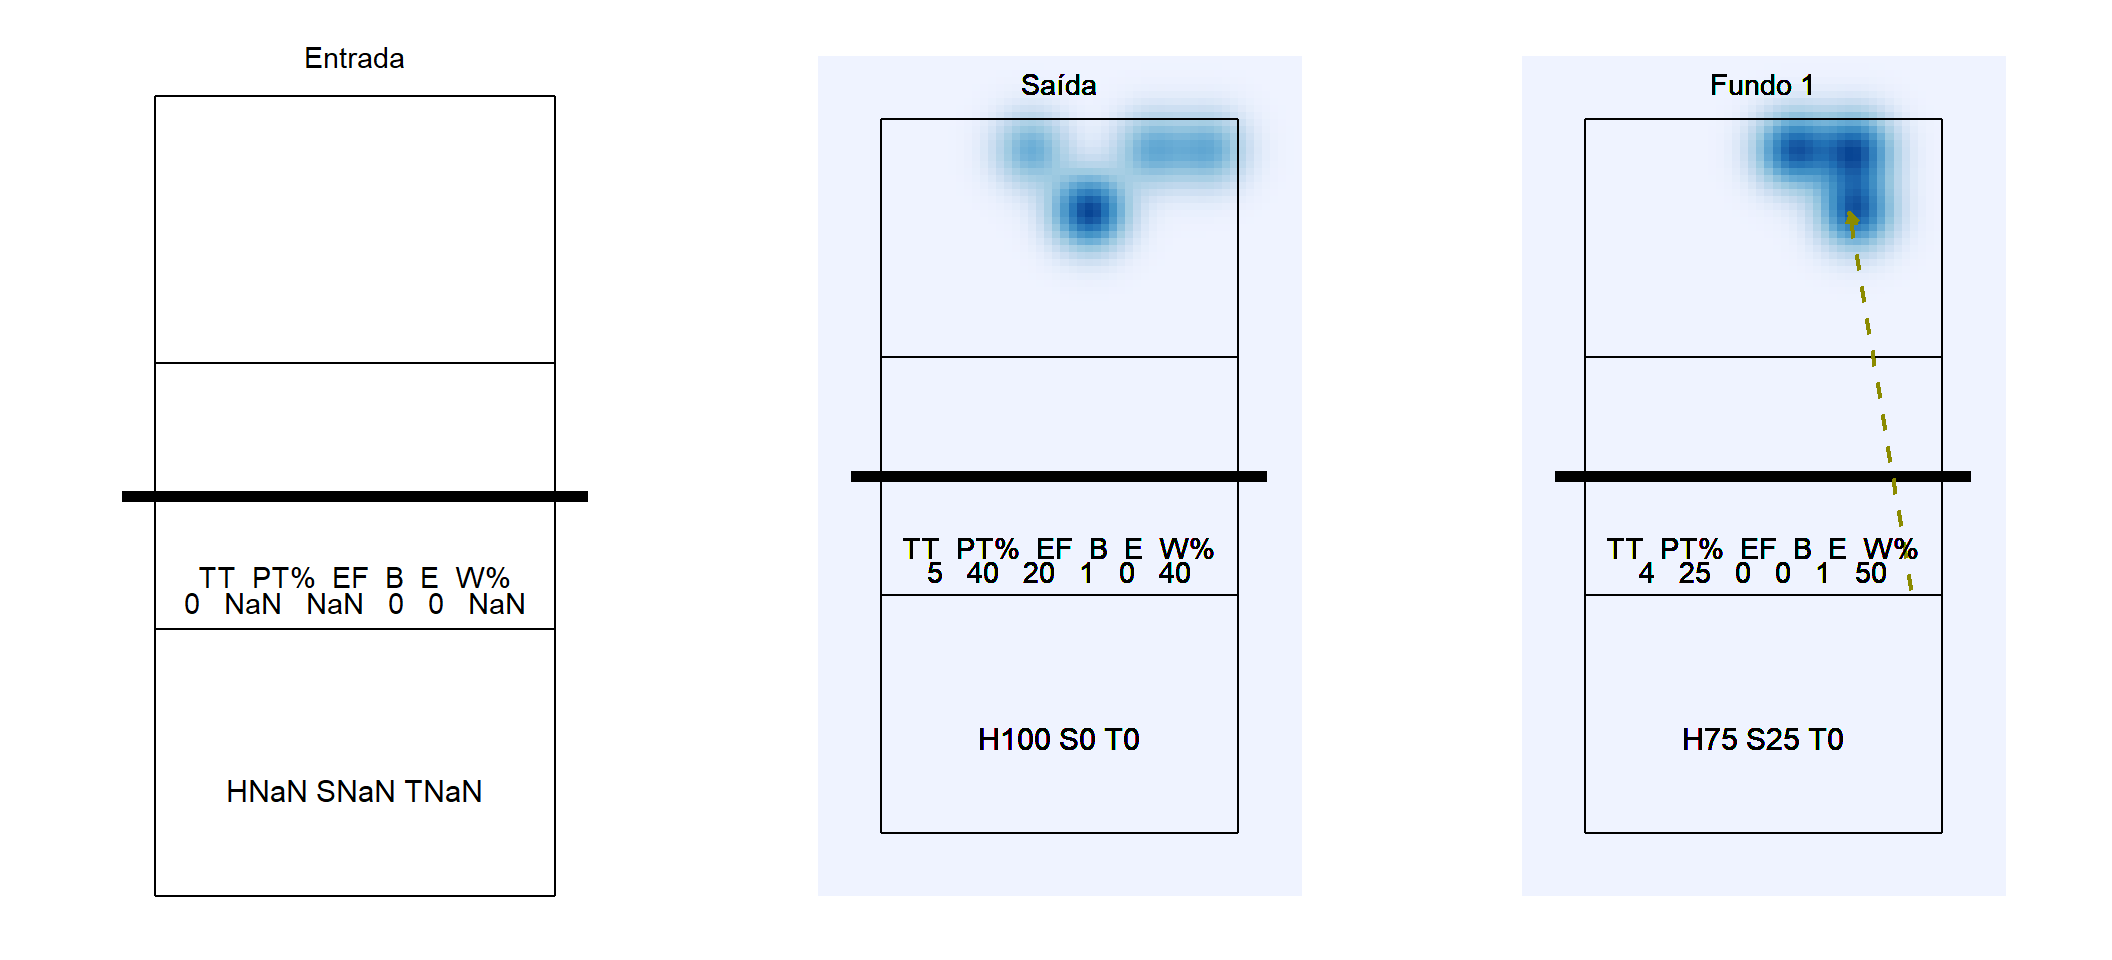 Entrada
TT PT% EF B E W%
0 NaN NaN 0 0 NaN
HNaN SNaN TNaN
Saída
TT PT% EF B E W%
5 40 20 1 0 40
H100 S0 T0
Fundo 1
TT PT% EF B E W%
4 25 0 0 1 50
H75 S25 T0